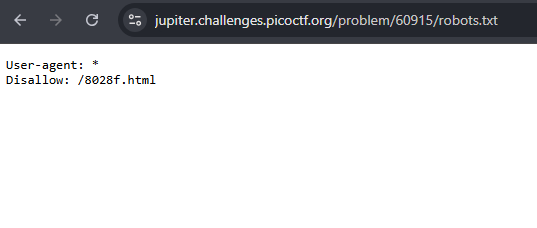 jupiter.challenges.picoctf.org/problem/60915/robots.txt
User-agent: *
Disallow: /8028f.html